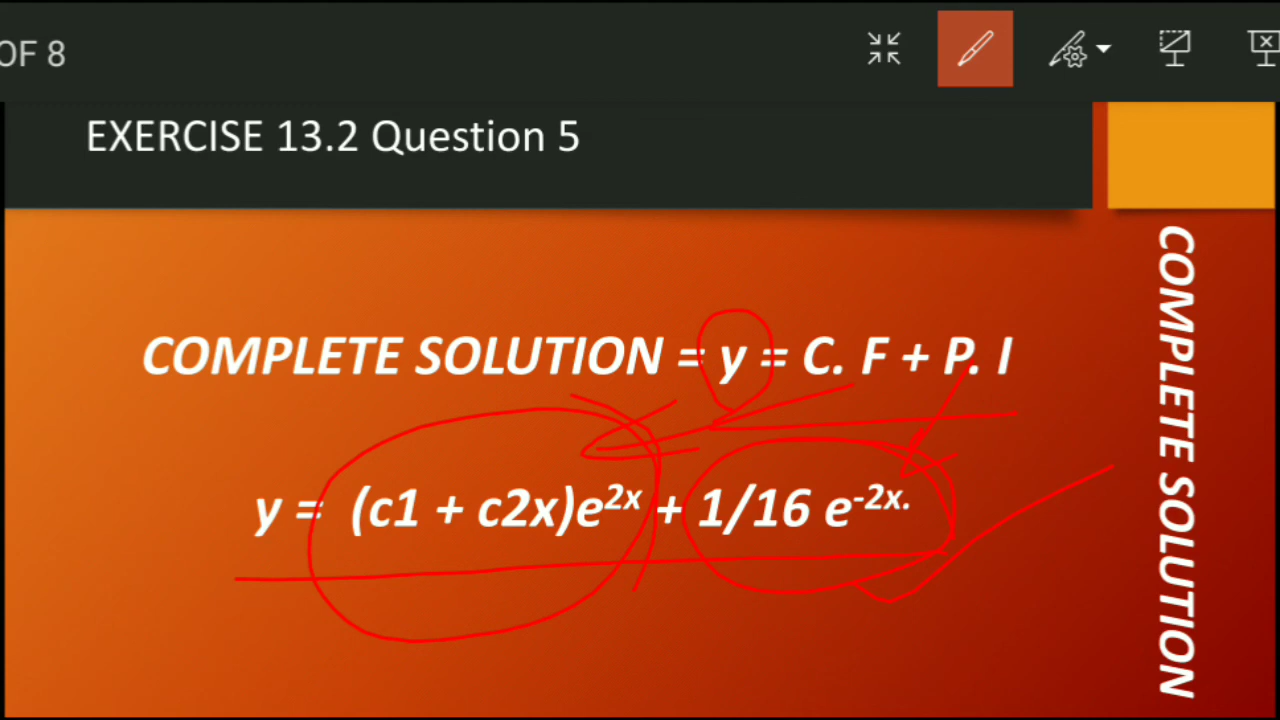 OF 8
EXERCISE 13.2 Question 5
COMPLETE SOLUTION = y = C. F + P. I
y = (c1 + c2x)e²ˣ + 1/16 e⁻²ˣ·
COMPLETE SOLUTION